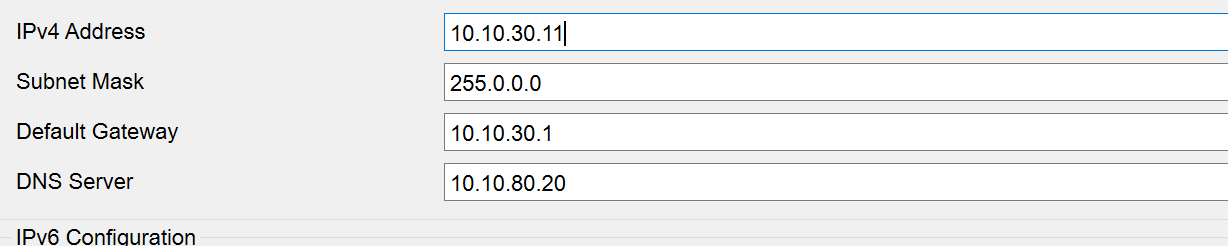 IPv4 Address 10.10.30.11
Subnet Mask 255.0.0.0
Default Gateway 10.10.30.1
DNS Server 10.10.80.20
IPv6 Configuration